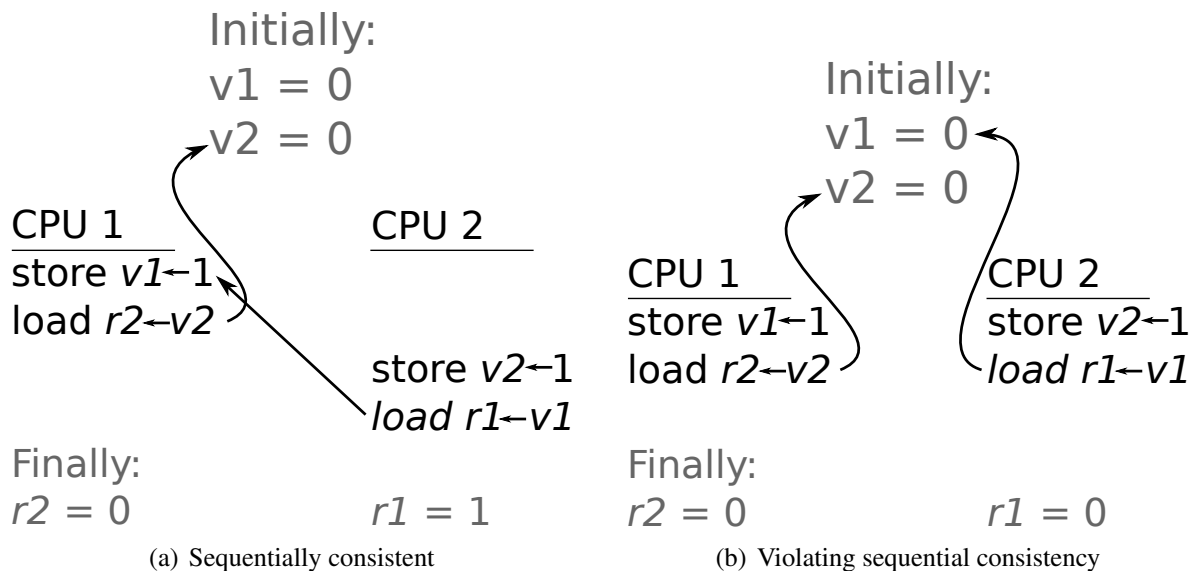 Initially:
v1 = 0
v2 = 0
CPU 1
store v1←1
load r2←v2
CPU 2
store v2←1
load r1←v1
Finally:
r2 = 0
r1 = 1
(a) Sequentially consistent
Initially:
v1 = 0
v2 = 0
CPU 1
store v1←1
load r2←v2
CPU 2
store v2←1
load r1←v1
Finally:
r2 = 0
r1 = 0
(b) Violating sequential consistency